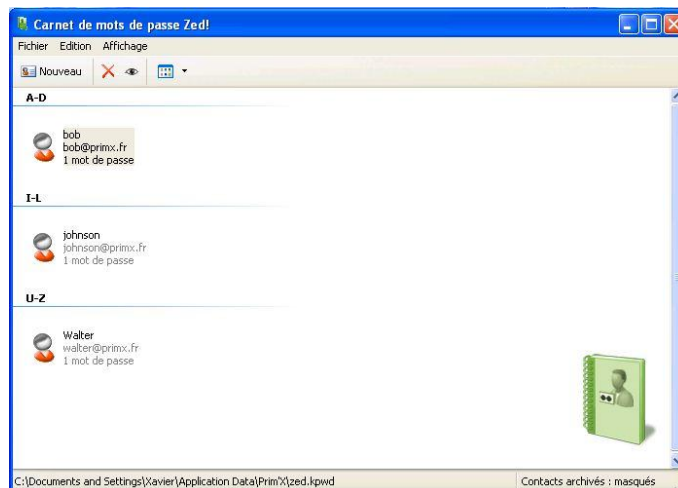 Carnet de mots de passe Zed!
Fichier Edition Affichage
Nouveau
A-D
bob
bob@primx.fr
1 mot de passe
I-L
johnson
johnson@primx.fr
1 mot de passe
U-Z
Walter
walter@primx.fr
1 mot de passe
C:\Documents and Settings\Xavier\Application Data\Prim'X\zed.kpwd Contacts archivés : masqués